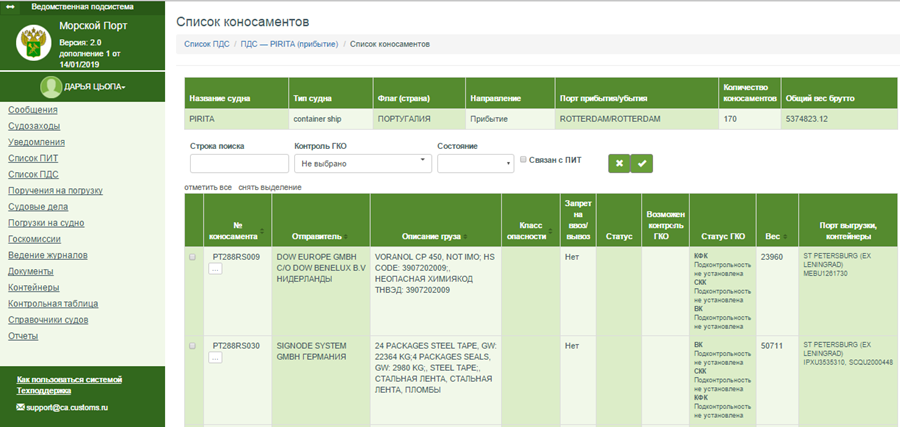 Ведомственная подсистема
Морской Порт
Версия: 2.0
дополнение 1 от
14/01/2019
ДАРЬЯ ЦЬОПА
Сообщения
Судозаходы
Уведомления
Список ПИТ
Список ПДС
Поручения на погрузку
Судовые дела
Погрузки на судно
Госкомиссии
Ведение журналов
Документы
Контейнеры
Контрольная таблица
Справочники судов
Отчеты
Как пользоваться системой
Техподдержка
support@ca.customs.ru
Список коносаментов
Список ПДС / ПДС — PIRITA (прибытие) / Список коносаментов
Название судна Тип судна Флаг (страна) Направление Порт прибытия/убытия Количество коносаментов Общий вес брутто
PIRITA container ship ПОРТУГАЛИЯ Прибытие ROTTERDAM/ROTTERDAM 170 5374823.12
Строка поиска Контроль ГКО Состояние
Не выбрано Связан с ПИТ
отметить все снять выделение
№ коносамента Отправитель Описание груза Класс опасности Запрет на ввоз/вывоз Статус Возможен контроль ГКО Статус ГКО Вес Порт выгрузки, контейнеры
PT288RS009
...
DOW EUROPE GMBH
C/O DOW BENELUX B.V
НИДЕРЛАНДЫ
VORANOL CP 450, NOT IMO; HS
CODE: 3907202009;,
НЕОПАСНАЯ ХИМИЯКОД
ТНВЭД: 3907202009
Нет
КФК
Подконтрольность
не установлена
СКК
Подконтрольность
не установлена
ВК
Подконтрольность
не установлена
23960
ST PETERSBURG (EX
LENINGRAD)
MEBU1261730
PT288RS030
...
SIGNODE SYSTEM
GMBH ГЕРМАНИЯ
24 PACKAGES STEEL TAPE, GW:
22364 KG;4 PACKAGES SEALS,
GW: 2980 KG;, STEEL TAPE;,
СТАЛЬНАЯ ЛЕНТА, СТАЛЬНАЯ
ЛЕНТА, ПЛОМБЫ
Нет
ВК
Подконтрольность
не установлена
СКК
Подконтрольность
не установлена
КФК
Подконтрольность
не установлена
50711
ST PETERSBURG (EX
LENINGRAD)
IPXU3535310, SCQU2000448